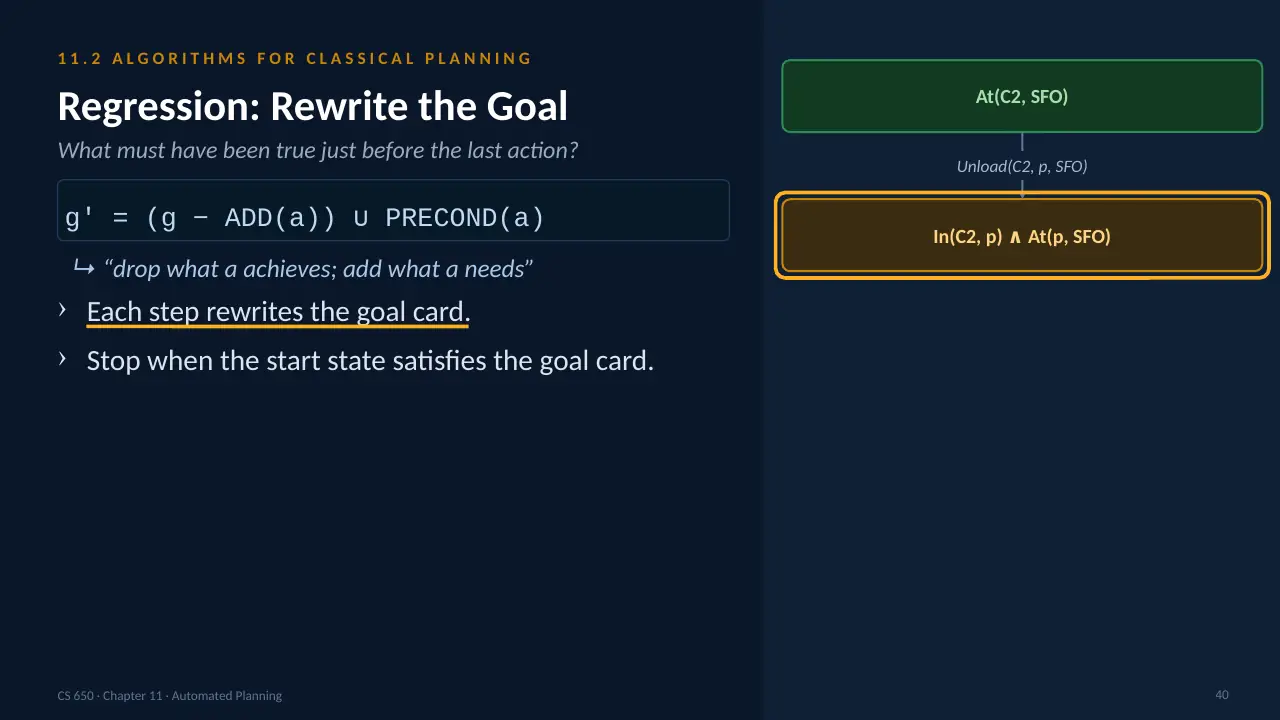 11.2 ALGORITHMS FOR CLASSICAL PLANNING
Regression: Rewrite the Goal
What must have been true just before the last action?
g' = (g − ADD(a)) ∪ PRECOND(a)
↳ “drop what a achieves; add what a needs”
› Each step rewrites the goal card.
› Stop when the start state satisfies the goal card.
At(C2, SFO)
Unload(C2, p, SFO)
In(C2, p) ∧ At(p, SFO)
CS 650 · Chapter 11 · Automated Planning
40